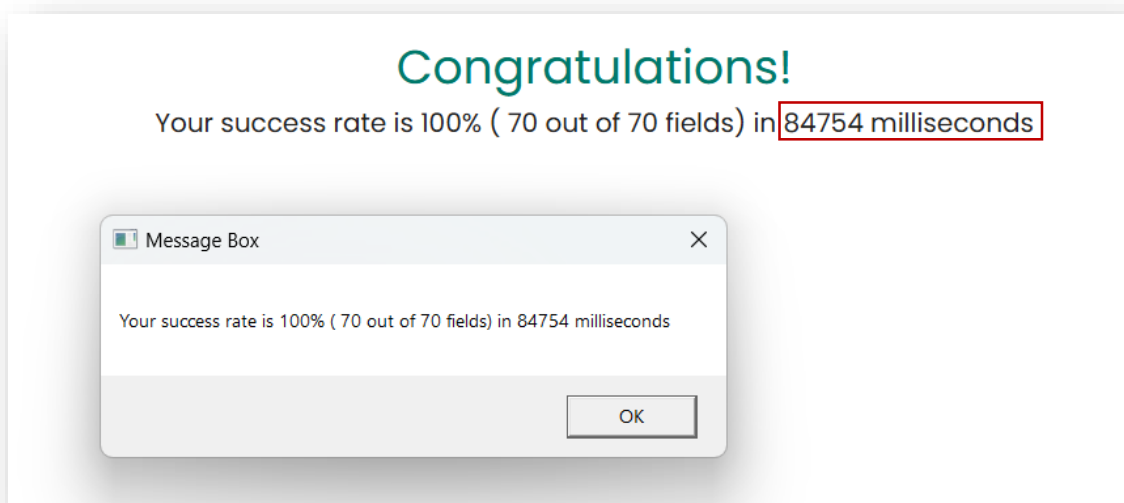 Congratulations!
Your success rate is 100% ( 70 out of 70 fields) in 84754 milliseconds
Message Box
Your success rate is 100% ( 70 out of 70 fields) in 84754 milliseconds
OK